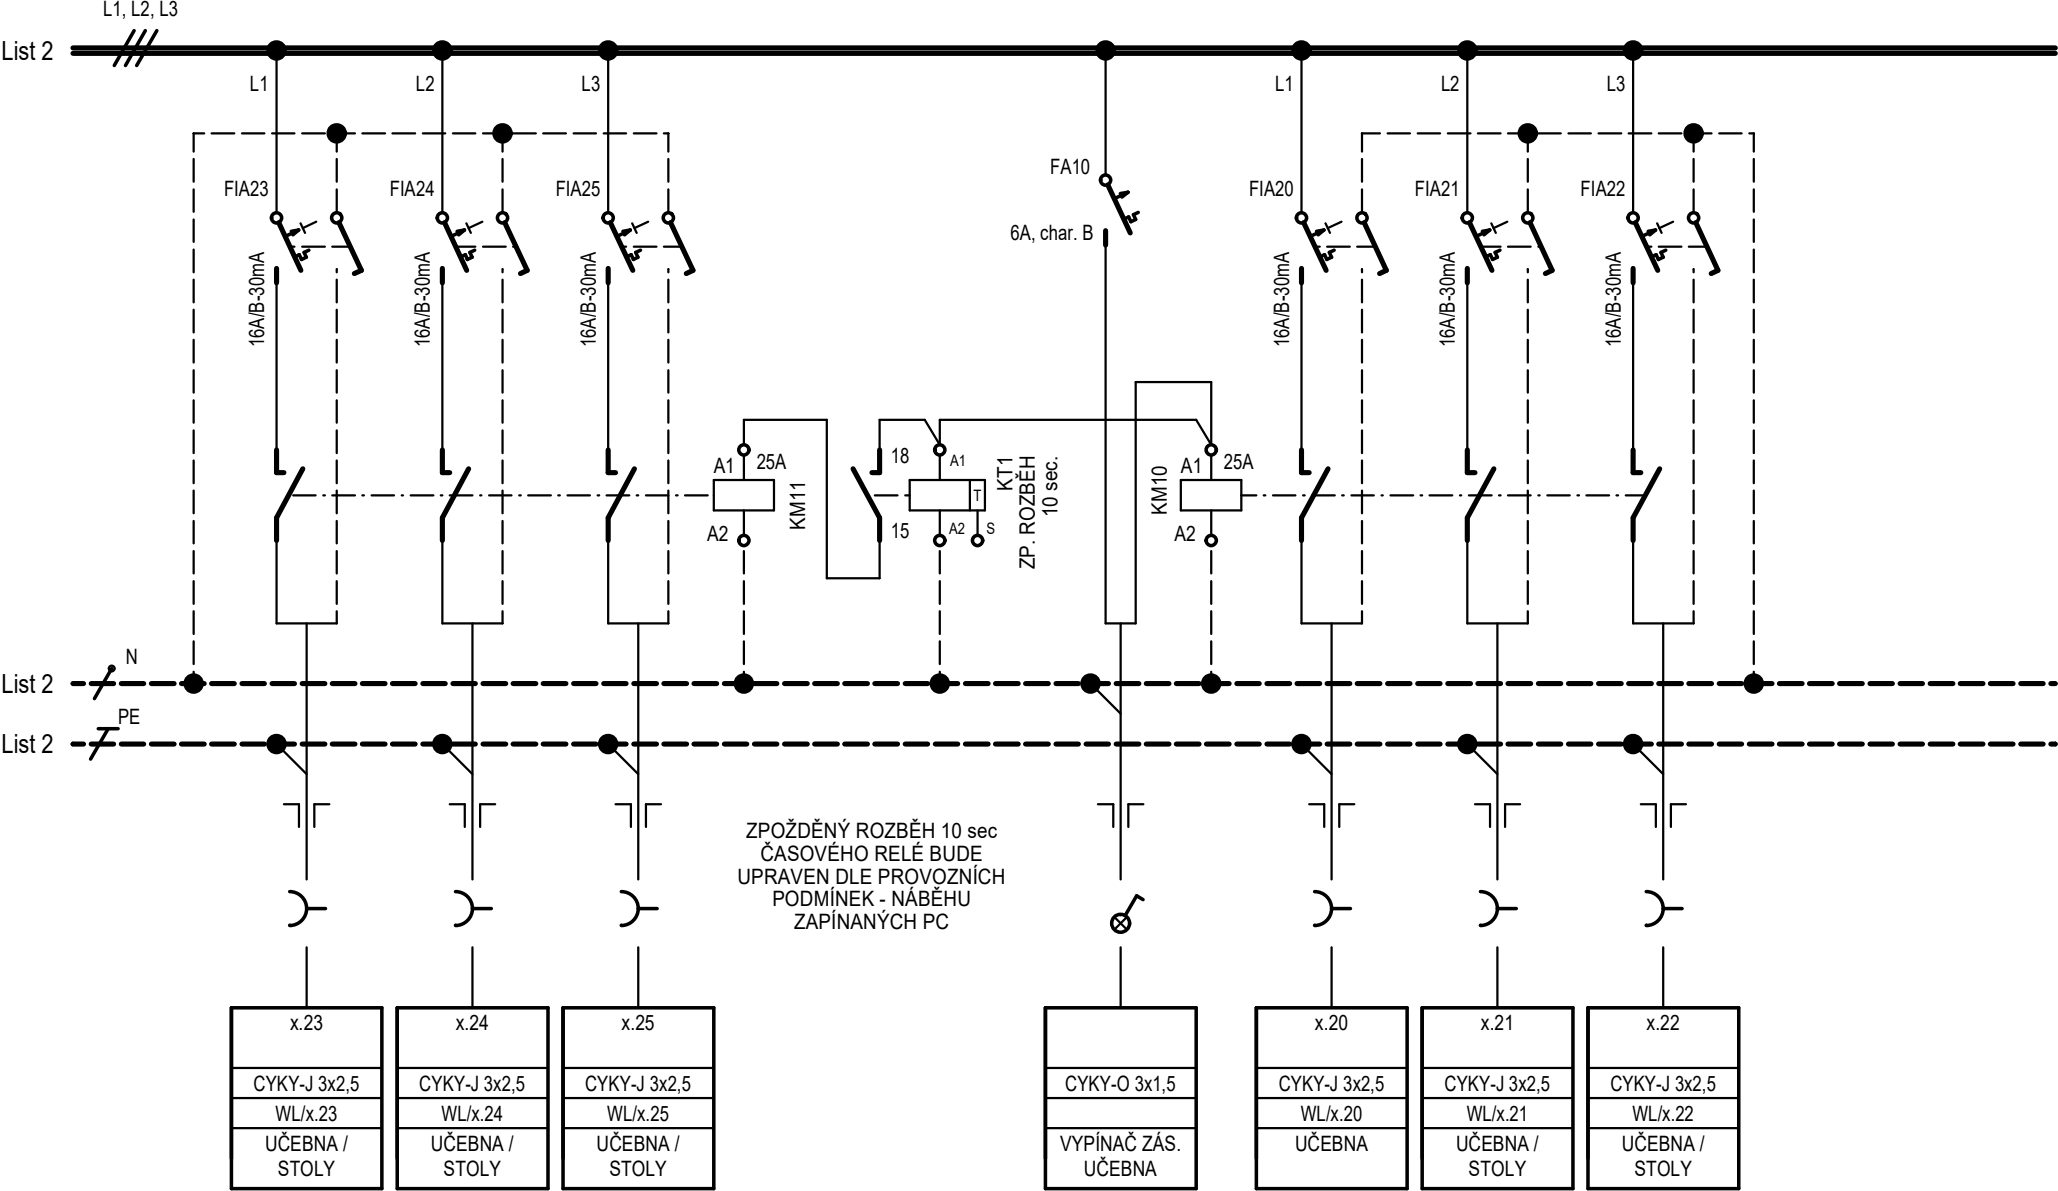 L1, L2, L3
List 2
L1
L2
L3
L1
L2
L3
FA10
FIA23
FIA24
FIA25
FIA20
FIA21
FIA22
6A, char. B
16A/B-30mA
16A/B-30mA
16A/B-30mA
16A/B-30mA
16A/B-30mA
16A/B-30mA
A1
25A
KM11
A2
18
15
A1
T
A2
S
KT1
ZP. ROZBĚH
10 sec.
A1
25A
KM10
A2
N
List 2
PE
List 2
ZPOŽDĚNÝ ROZBĚH 10 sec
ČASOVÉHO RELÉ BUDE
UPRAVEN DLE PROVOZNÍCH
PODMÍNEK - NÁBĚHU
ZAPÍNANÝCH PC
x.23
CYKY-J 3x2,5
WL/x.23
UČEBNA /
STOLY
x.24
CYKY-J 3x2,5
WL/x.24
UČEBNA /
STOLY
x.25
CYKY-J 3x2,5
WL/x.25
UČEBNA /
STOLY
CYKY-O 3x1,5
VYPÍNAČ ZÁS.
UČEBNA
x.20
CYKY-J 3x2,5
WL/x.20
UČEBNA
x.21
CYKY-J 3x2,5
WL/x.21
UČEBNA /
STOLY
x.22
CYKY-J 3x2,5
WL/x.22
UČEBNA /
STOLY